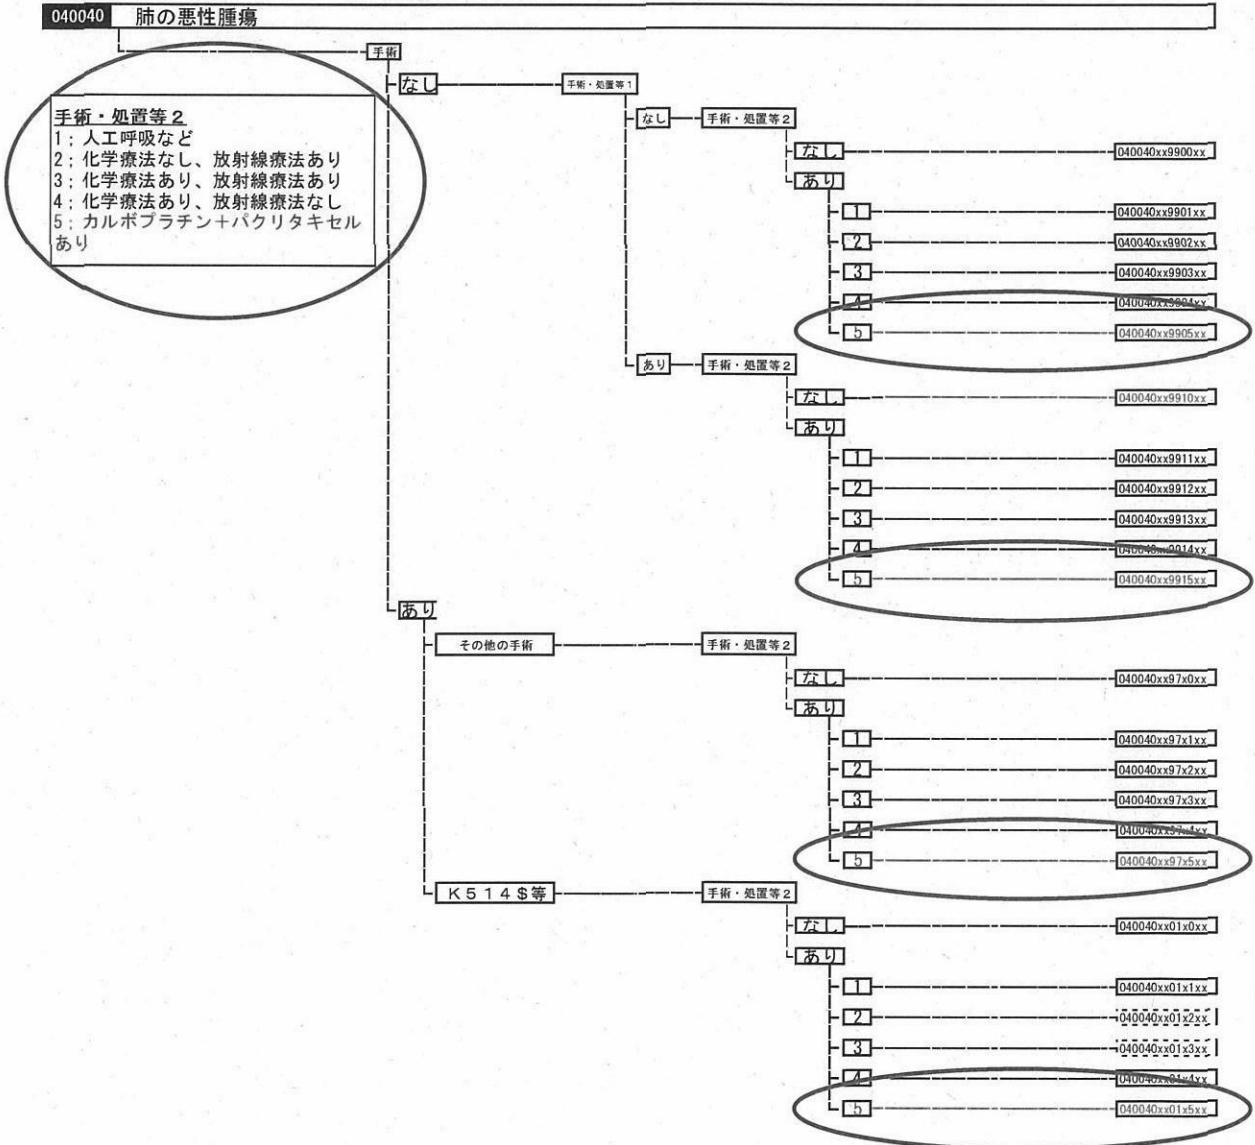 040040 肺の悪性腫瘍
手術
なし 手術・処置等1
手術・処置等2
1；人工呼吸など
2；化学療法なし、放射線療法あり
3；化学療法あり、放射線療法あり
4；化学療法あり、放射線療法なし
5；カルボプラチン＋パクリタキセル
あり
なし 手術・処置等2
なし 040040xx9900xx
あり
1 040040xx9901xx
2 040040xx9902xx
3 040040xx9903xx
4 040040xx9904xx
5 040040xx9905xx
あり 手術・処置等2
なし 040040xx9910xx
あり
1 040040xx9911xx
2 040040xx9912xx
3 040040xx9913xx
4 040040xx9914xx
5 040040xx9915xx
あり
その他の手術 手術・処置等2
なし 040040xx97x0xx
あり
1 040040xx97x1xx
2 040040xx97x2xx
3 040040xx97x3xx
4 040040xx97x4xx
5 040040xx97x5xx
K514$等 手術・処置等2
なし 040040xx01x0xx
あり
1 040040xx01x1xx
2 040040xx01x2xx
3 040040xx01x3xx
4 040040xx01x4xx
5 040040xx01x5xx